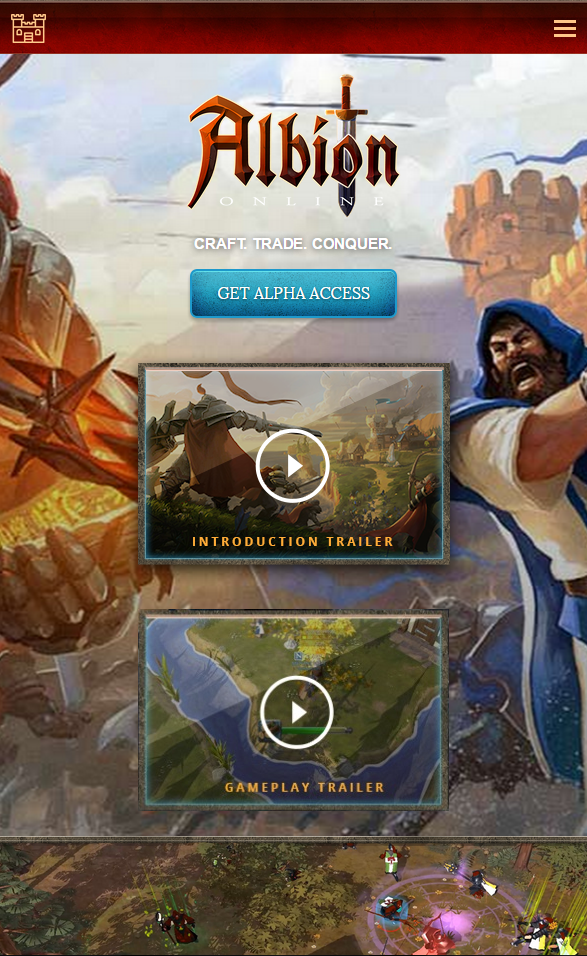 Albion
ONLINE
CRAFT. TRADE. CONQUER.
GET ALPHA ACCESS
INTRODUCTION TRAILER
GAMEPLAY TRAILER